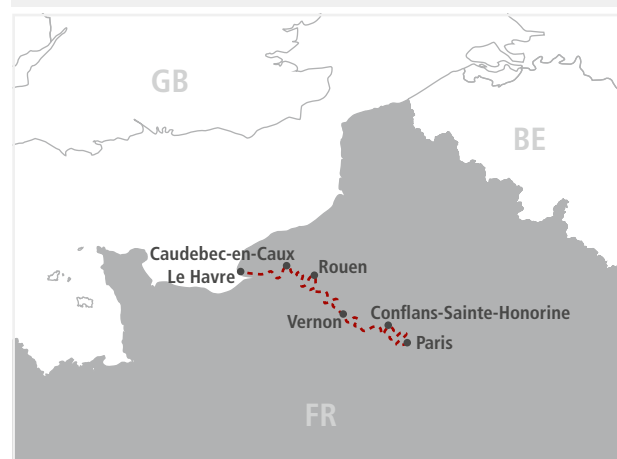 GB
BE
Caudebec-en-Caux
Le Havre
Rouen
Vernon
Conflans-Sainte-Honorine
Paris
FR